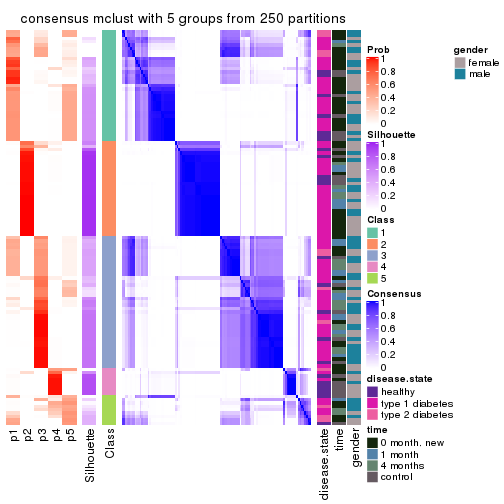 consensus mclust with 5 groups from 250 partitions
Prob
1
0.8
0.6
0.4
0.2
0
gender
female
male
Silhouette
1
0.8
0.6
0.4
0.2
0
Class
1
2
3
4
5
Consensus
1
0.8
0.6
0.4
0.2
0
disease.state
healthy
type 1 diabetes
type 2 diabetes
time
0 month. new
1 month
4 months
control
p1
p2
p3
p4
p5
Silhouette
Class
disease.state
time
gender